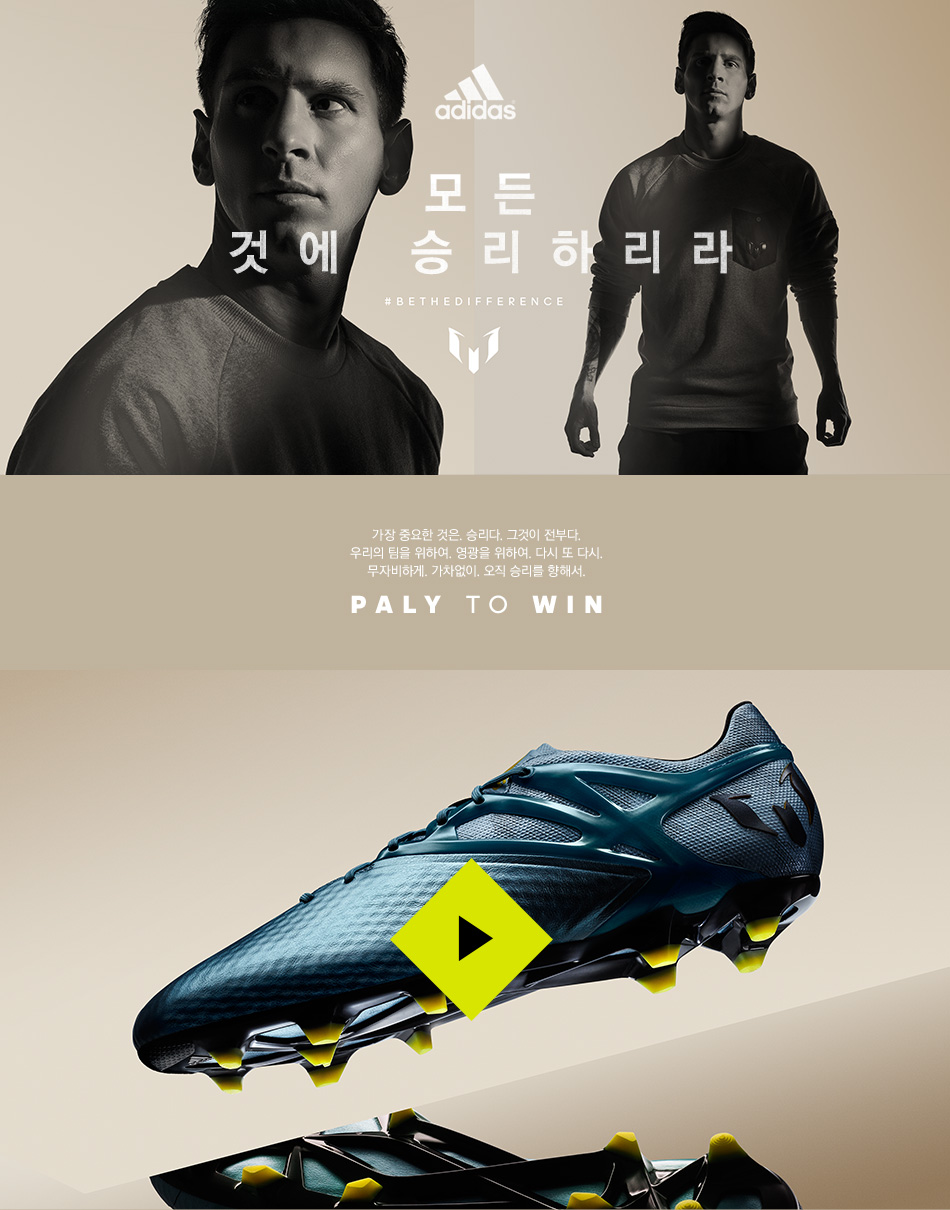 adidas
모든
것에 승리하리라
#BETHEDIFFERENCE
가장 중요한 것은. 승리다. 그것이 전부다.
우리의 팀을 위하여. 영광을 위하여. 다시 또 다시.
무자비하게. 가차없이. 오직 승리를 향해서.
PALY TO WIN